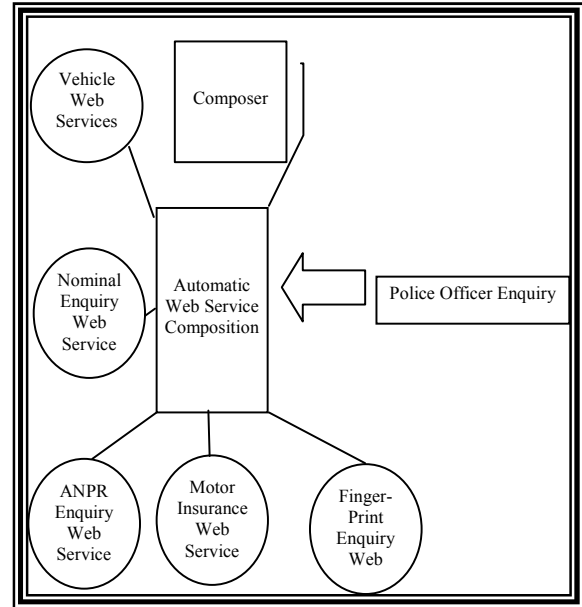 Vehicle
Web
Services
Composer
Nominal
Enquiry
Web
Service
Automatic
Web Service
Composition
Police Officer Enquiry
ANPR
Enquiry
Web
Service
Motor
Insurance
Web
Service
Finger-
Print
Enquiry
Web